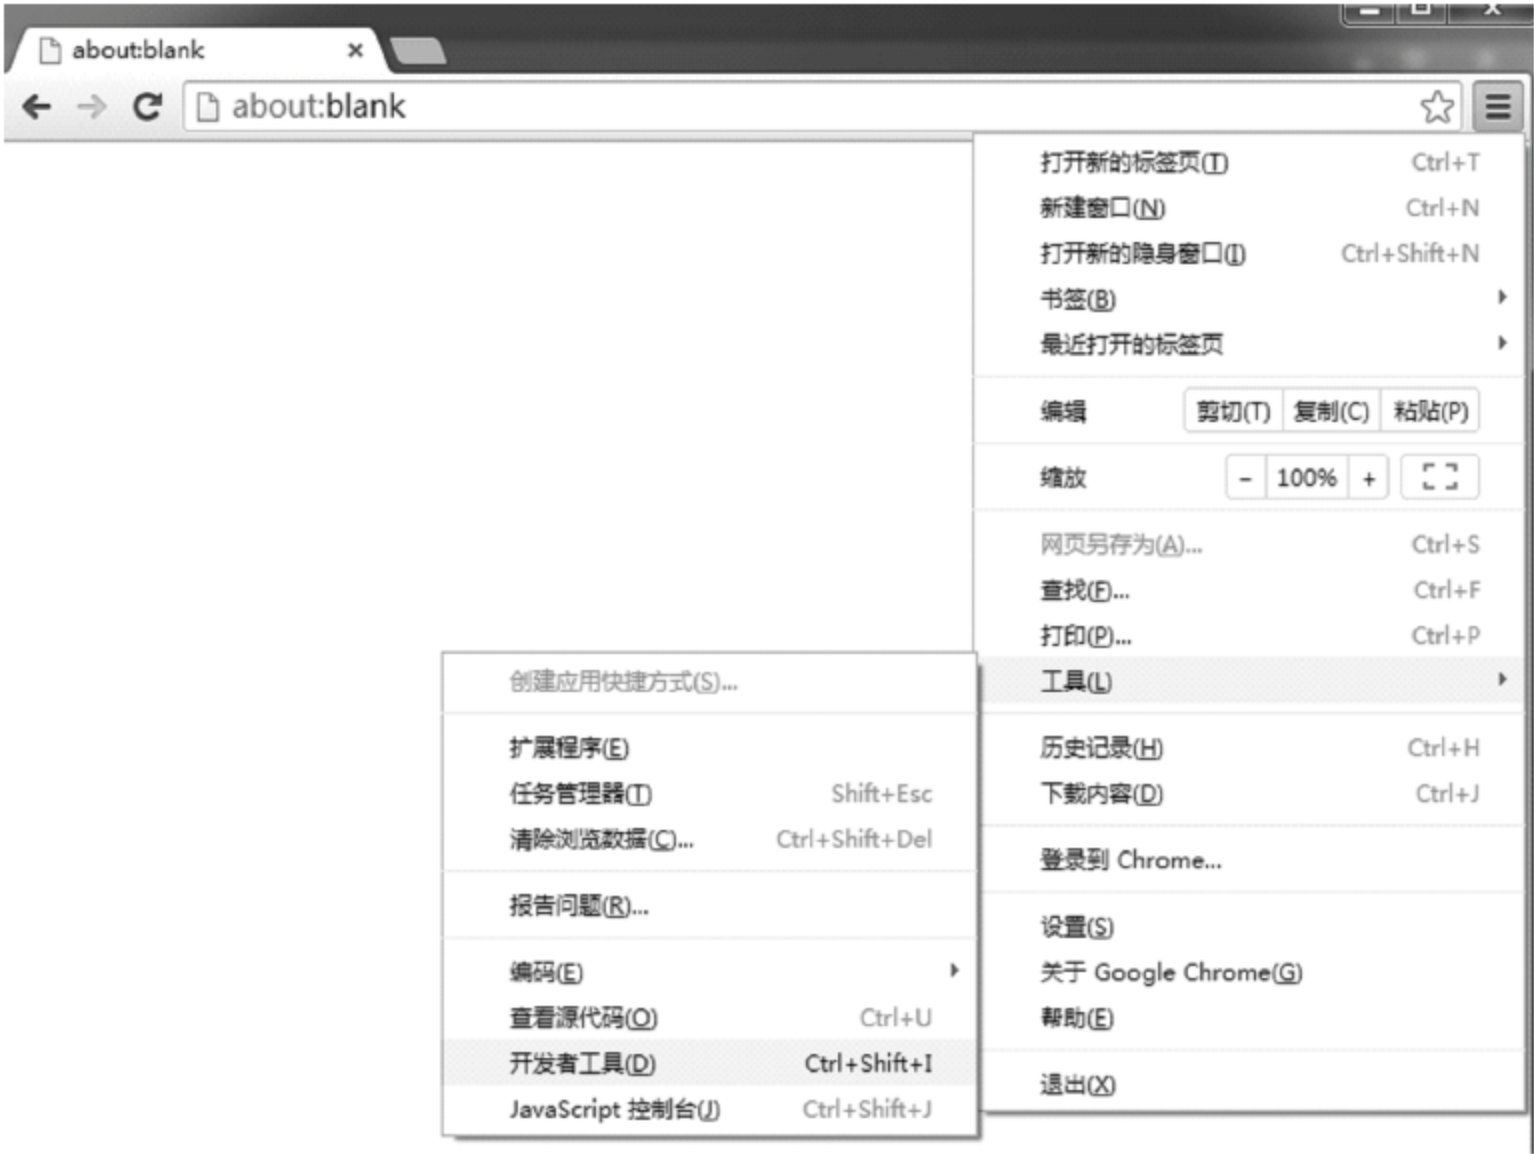 about:blank
about:blank
打开新的标签页(T) Ctrl+T
新建窗口(N) Ctrl+N
打开新的隐身窗口(I) Ctrl+Shift+N
书签(B)
最近打开的标签页
编辑 剪切(T) 复制(C) 粘贴(P)
缩放 - 100% +
网页另存为(A)... Ctrl+S
查找(F)... Ctrl+F
打印(P)... Ctrl+P
工具(L)
历史记录(H) Ctrl+H
下载内容(D) Ctrl+J
登录到 Chrome...
设置(S)
关于 Google Chrome(G)
帮助(E)
退出(X)
创建应用快捷方式(S)...
扩展程序(E)
任务管理器(T) Shift+Esc
清除浏览数据(C)... Ctrl+Shift+Del
报告问题(R)...
编码(E)
查看源代码(O) Ctrl+U
开发者工具(D) Ctrl+Shift+I
JavaScript 控制台(J) Ctrl+Shift+J